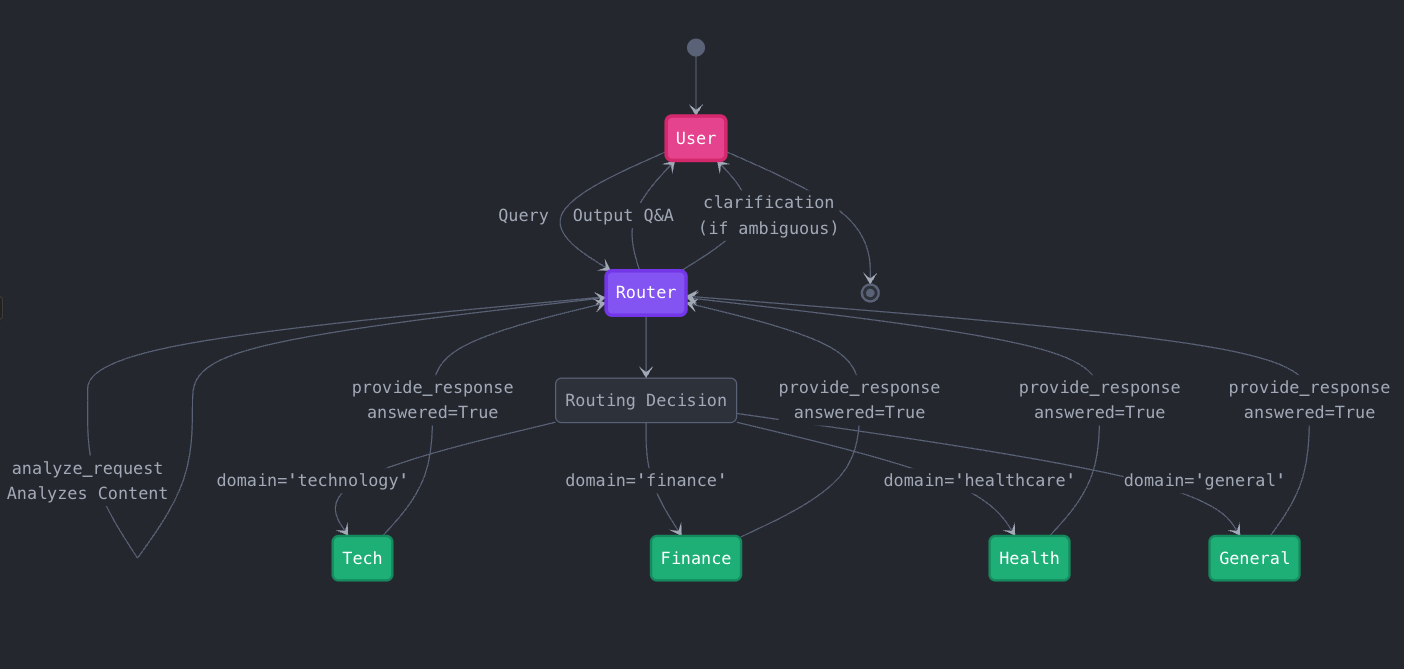 User
Query
Output Q&A
clarification
(if ambiguous)
Router
provide_response
answered=True
Routing Decision
provide_response
answered=True
provide_response
answered=True
provide_response
answered=True
analyze_request
Analyzes Content
domain='technology'
domain='finance'
domain='healthcare'
domain='general'
Tech
Finance
Health
General